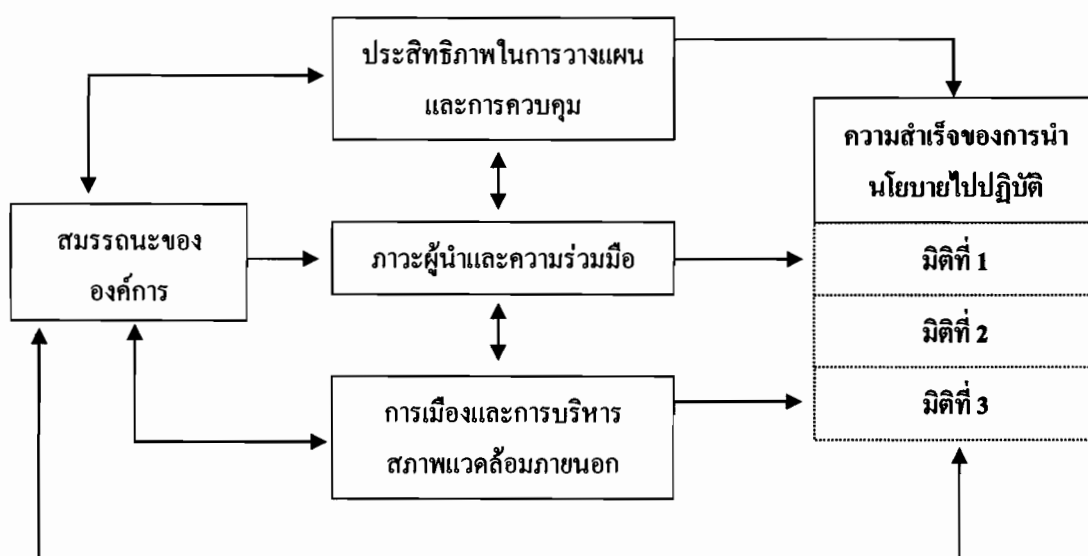 ประสิทธิภาพในการวางแผน
และการควบคุม
ความสำเร็จของการนำ
นโยบายไปปฏิบัติ
สมรรถนะของ
องค์การ
ภาวะผู้นำและความร่วมมือ
มิติที่ 1
มิติที่ 2
มิติที่ 3
การเมืองและการบริหาร
สภาพแวดล้อมภายนอก